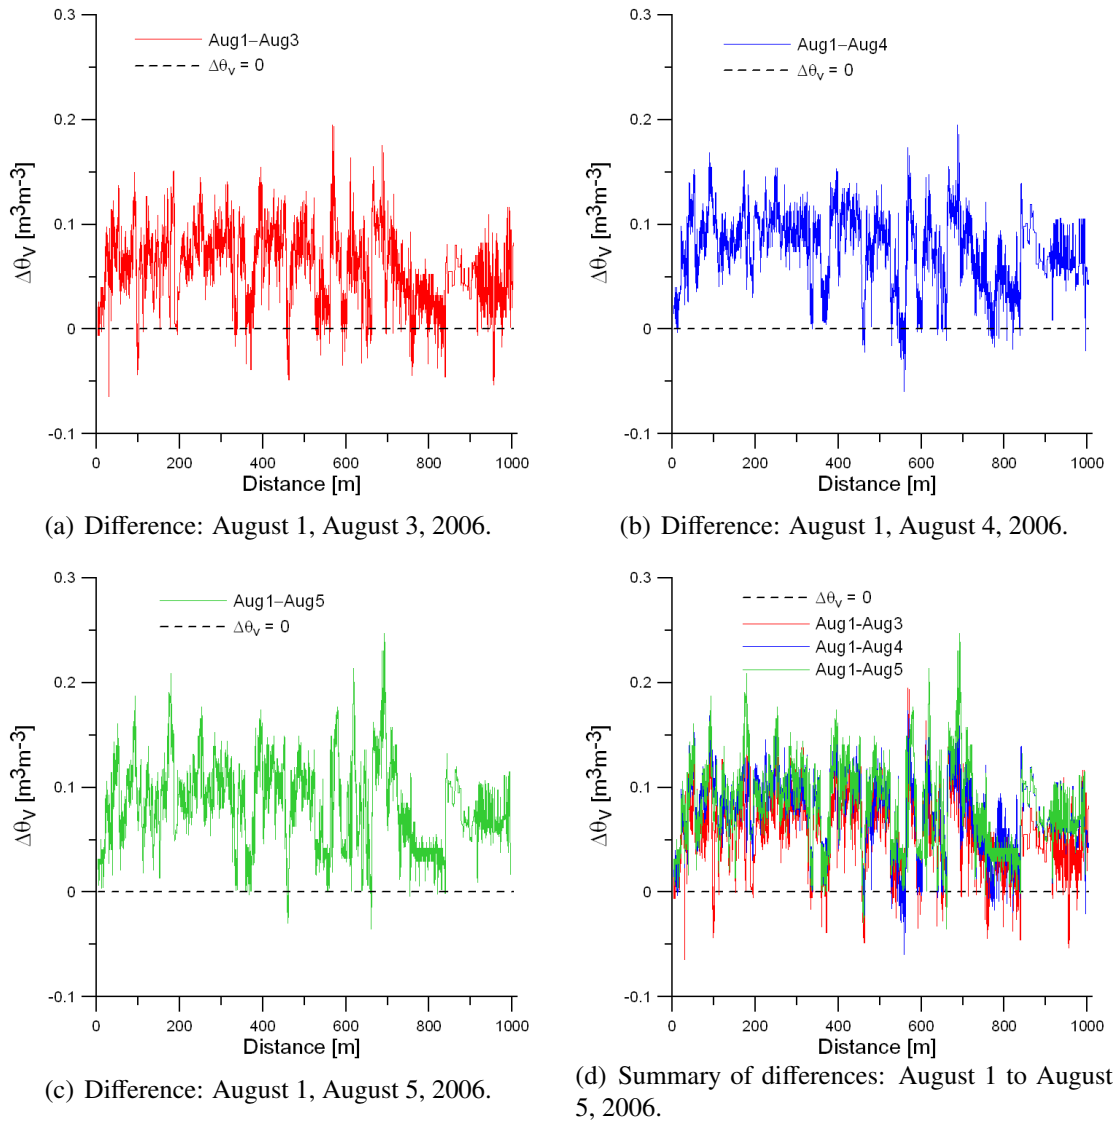 0.3
Aug1–Aug3
Δθv = 0
0.2
0.1
0
-0.1
Δθv [m3m-3]
0 200 400 600 800 1000
Distance [m]
(a) Difference: August 1, August 3, 2006.
0.3
Aug1–Aug4
Δθv = 0
0.2
0.1
0
-0.1
Δθv [m3m-3]
0 200 400 600 800 1000
Distance [m]
(b) Difference: August 1, August 4, 2006.
0.3
Aug1–Aug5
Δθv = 0
0.2
0.1
0
-0.1
Δθv [m3m-3]
0 200 400 600 800 1000
Distance [m]
(c) Difference: August 1, August 5, 2006.
0.3
Δθv = 0
Aug1-Aug3
Aug1-Aug4
Aug1-Aug5
0.2
0.1
0
-0.1
Δθv [m3m-3]
0 200 400 600 800 1000
Distance [m]
(d) Summary of differences: August 1 to August
5, 2006.